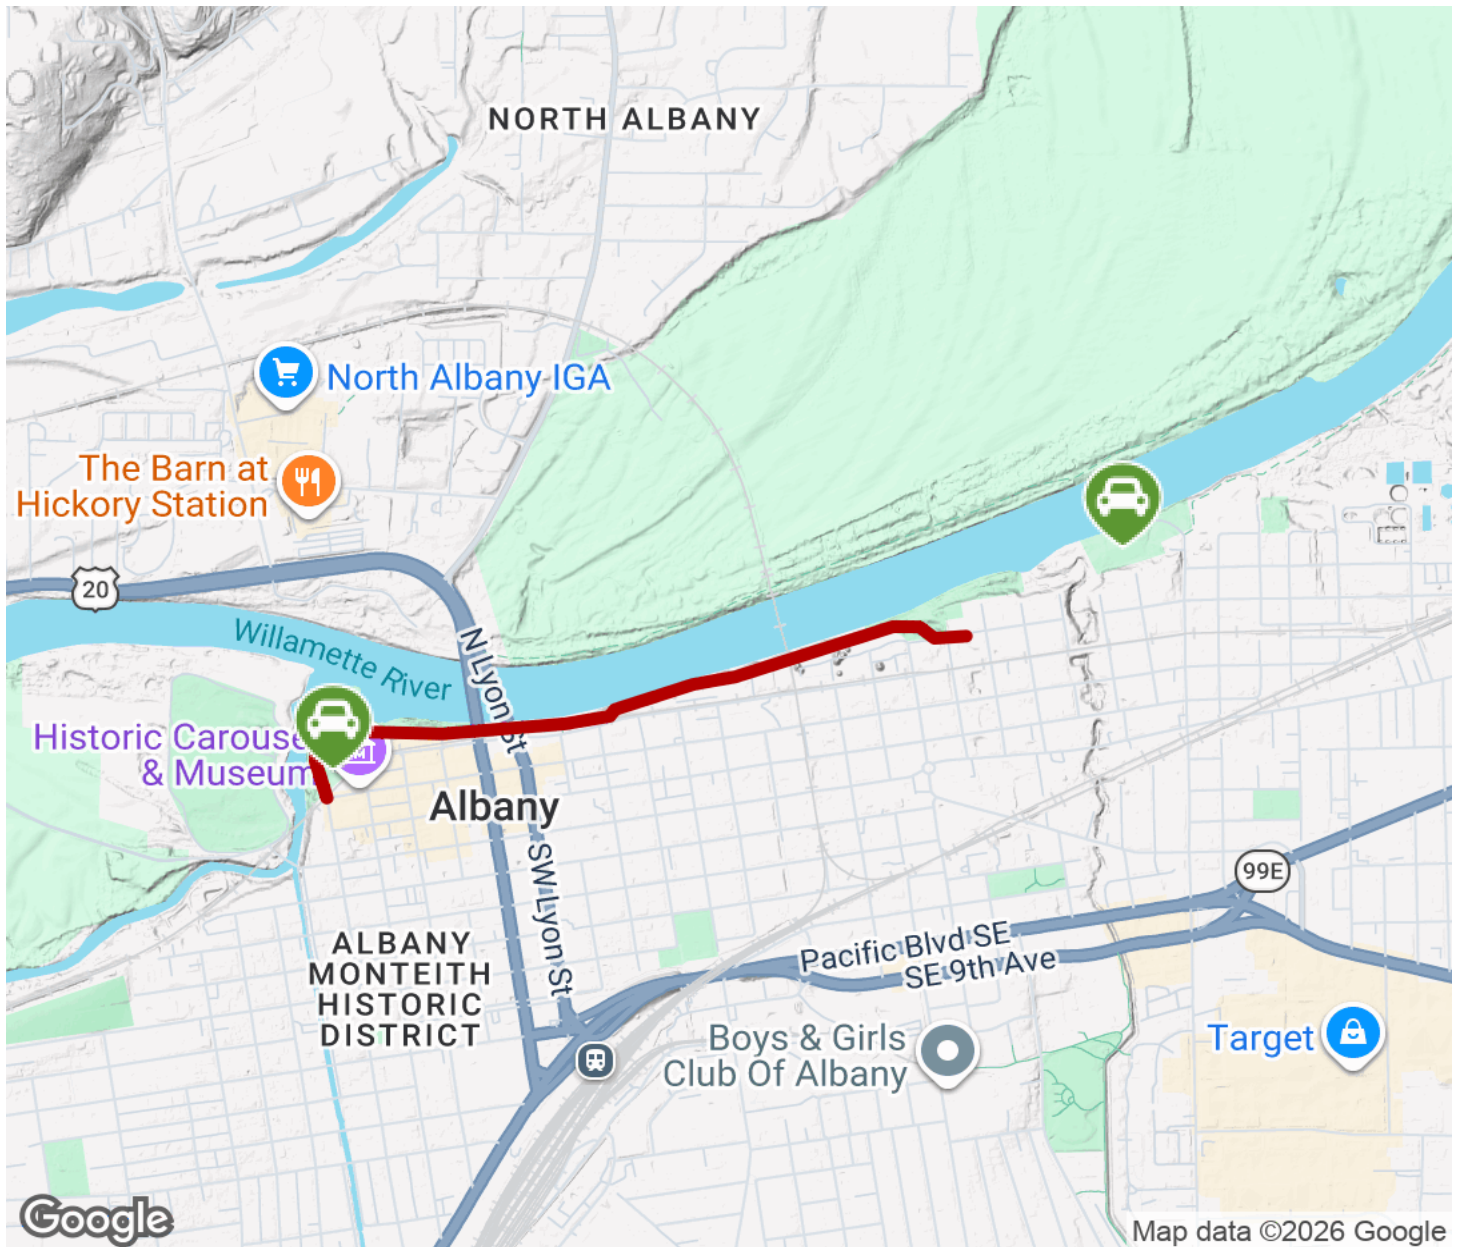 NORTH ALBANY
North Albany IGA
The Barn at
Hickory Station
20
Willamette River
N Lyon St
Historic Carouse
& Museum
M
Albany
SW Lyon St
99E
Pacific Blvd SE
SE 9th Ave
ALBANY
MONTEITH
HISTORIC
DISTRICT
Boys & Girls
Club Of Albany
Target
Google
Map data ©2026 Google